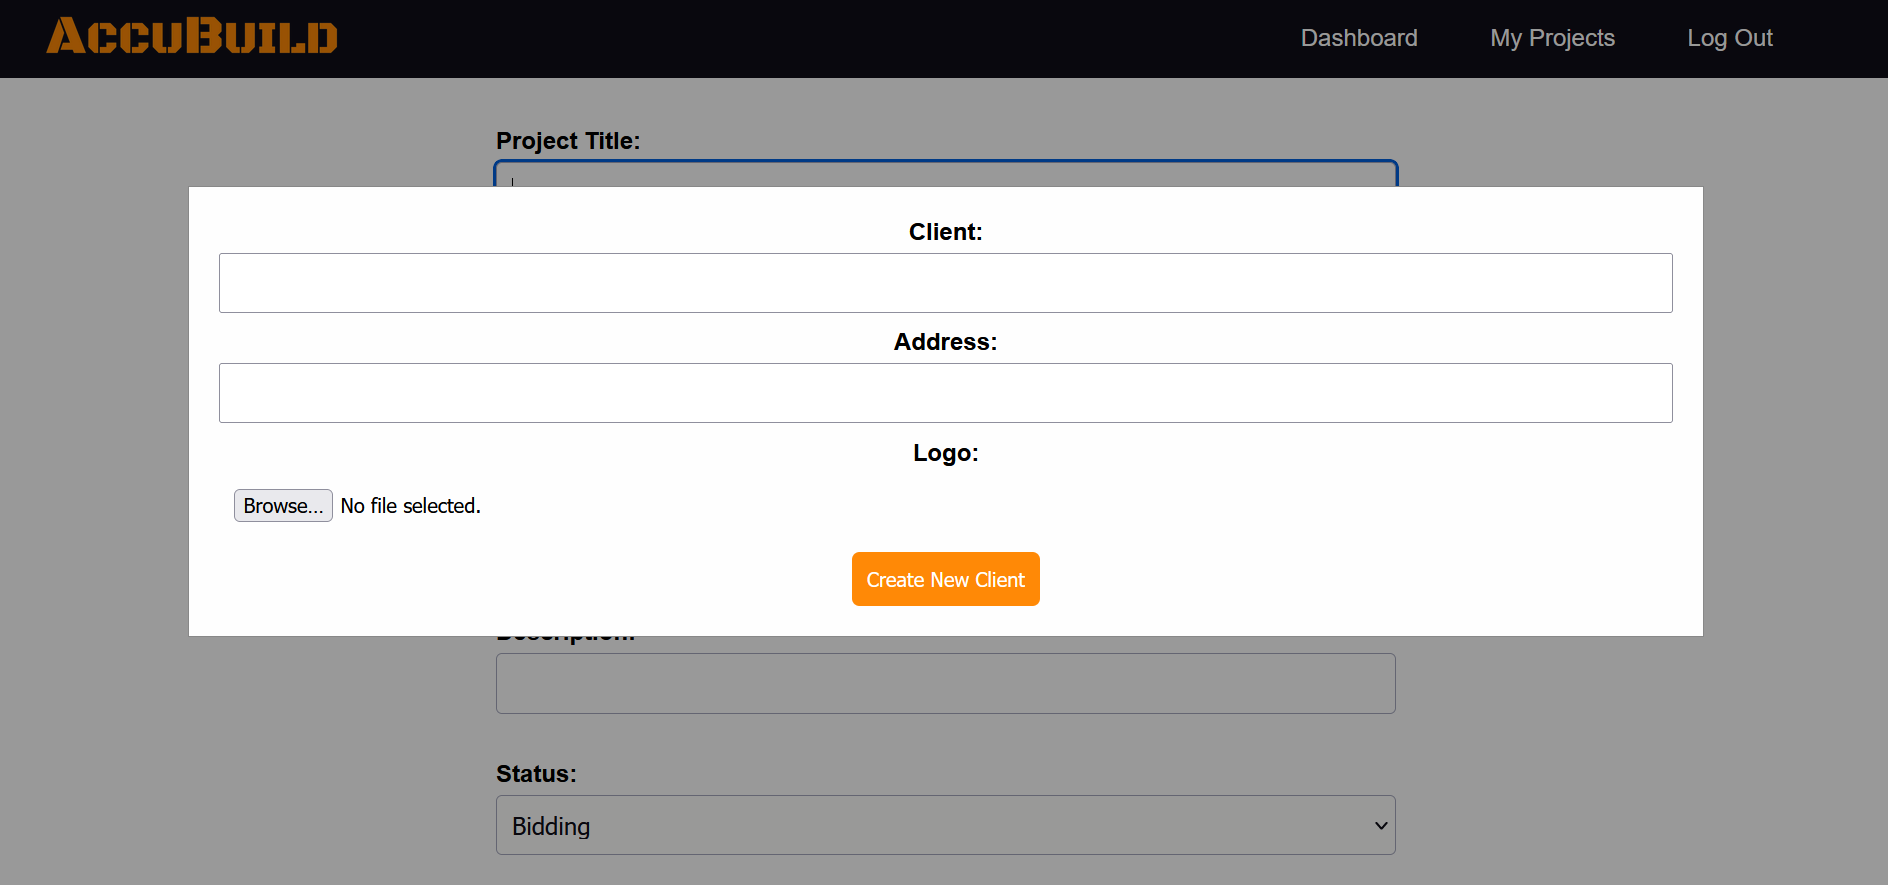 AccuBuild
Dashboard
My Projects
Log Out
Project Title:
Client:
Address:
Logo:
Browse... No file selected.
Create New Client
Description:
Status:
Bidding